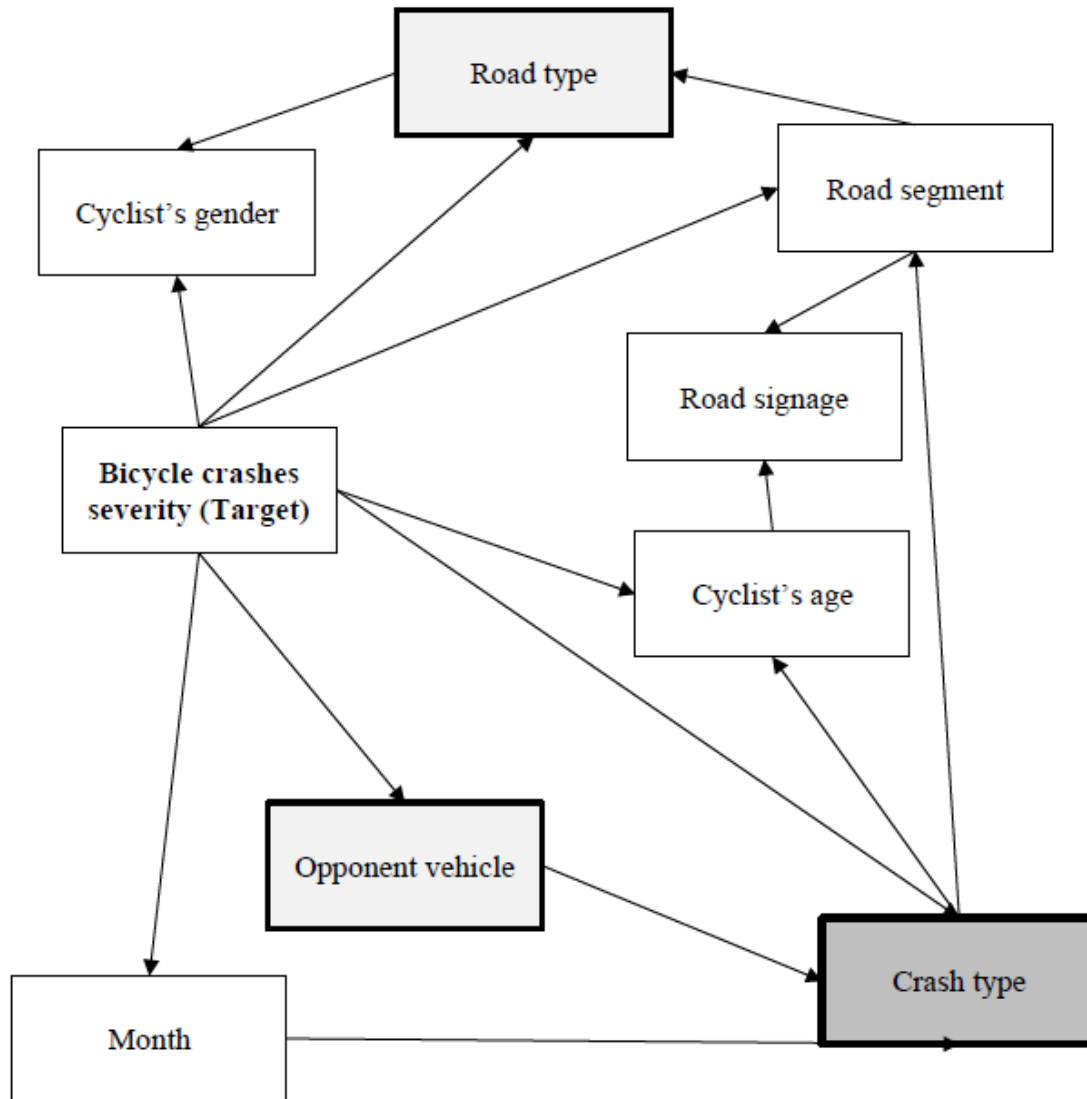 Road type
Road segment
Cyclist’s gender
Road signage
Bicycle crashes
severity (Target)
Cyclist’s age
Opponent vehicle
Crash type
Month